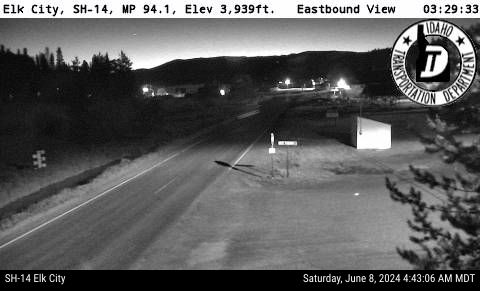 Elk City, SH-14, MP 94.1, Elev 3,939ft. Eastbound View 03:29:33
IDAHO
TRANSPORTATION DEPARTMENT
SH-14 Elk City Saturday, June 8, 2024 4:43:06 AM MDT